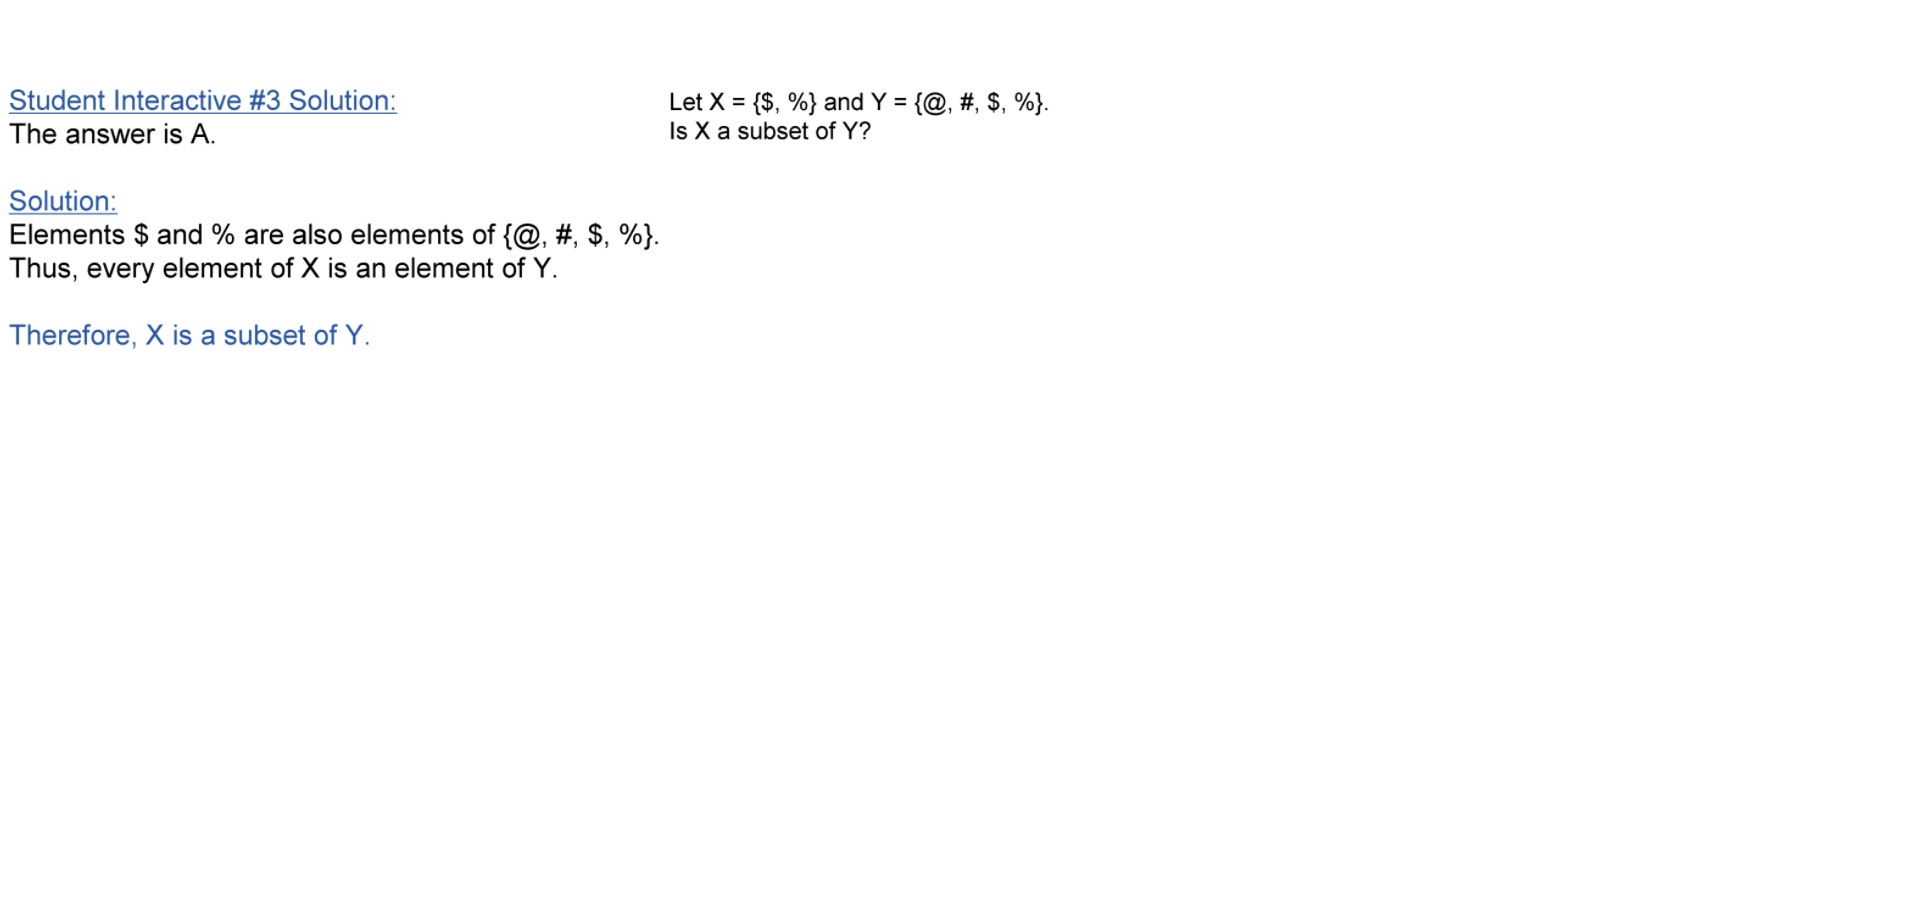 Student Interactive #3 Solution:
The answer is A.
Solution:
Elements $ and % are also elements of {@, #, $, %}.
Thus, every element of X is an element of Y.
Therefore, X is a subset of Y.
Let X = {$, %} and Y = {@, #, $, %}.
Is X a subset of Y?